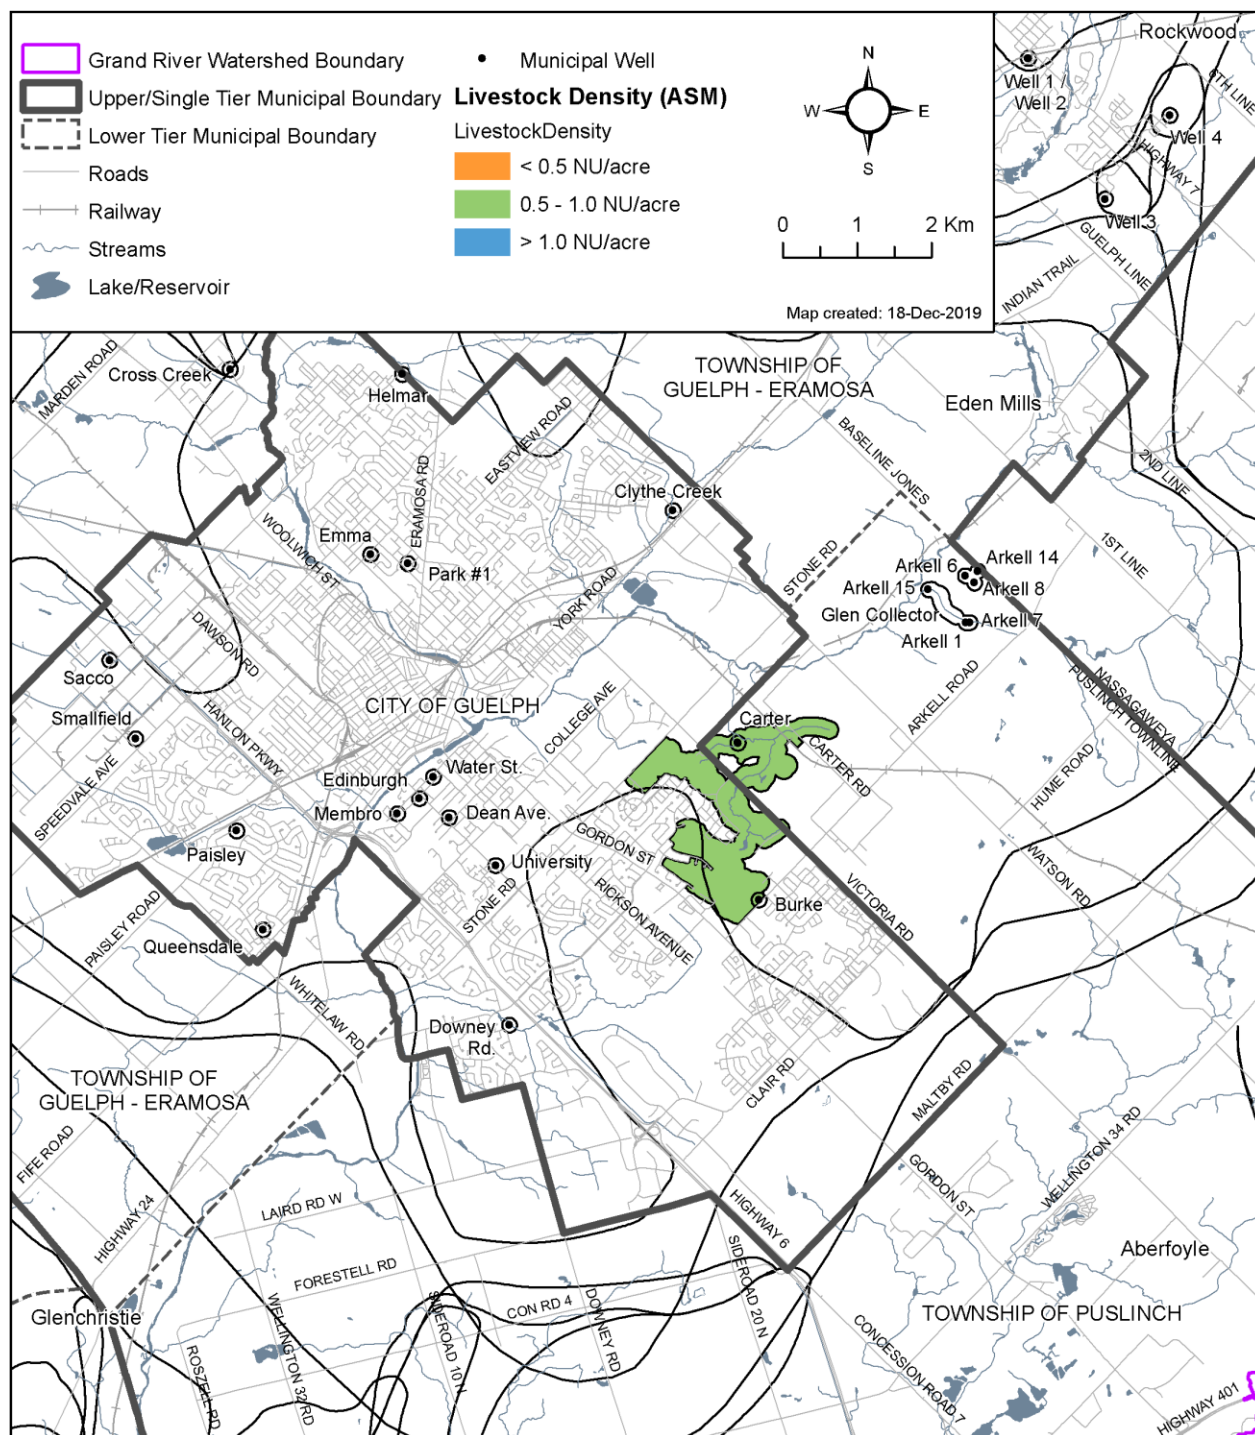 Grand River Watershed Boundary
Upper/Single Tier Municipal Boundary
Lower Tier Municipal Boundary
Roads
Railway
Streams
Lake/Reservoir
Municipal Well
Livestock Density (ASM)
LivestockDensity
< 0.5 NU/acre
0.5 - 1.0 NU/acre
> 1.0 NU/acre
N
W
E
S
0 1 2 Km
Map created: 18-Dec-2019
Rockwood
Well 1 /
Well 2
6TH LINE
Well 4
HIGHWAY 7
Well 3
GUELPH LINE
INDIAN TRAIL
MARDEN ROAD
Cross Creek
Helmar
TOWNSHIP OF
GUELPH - ERAMOSA
Eden Mills
EASTVIEW ROAD
BASELINE JONES
2ND LINE
ERAMOSA RD
Clythe Creek
WOOLWICH ST
Emma
Park #1
STONE RD
1ST LINE
Arkell 14
Arkell 6
Arkell 15
Arkell 8
Glen Collector
Arkell 7
Arkell 1
YORK ROAD
DAWSON RD
Sacco
Smallfield
HANLON PKWY
CITY OF GUELPH
COLLEGE AVE
ARKELL ROAD
NASSAGAWEYA
PUSLINCH TOWNLINE
Carter
CARTER RD
HUME ROAD
SPEEDVALE AVE
Water St.
Edinburgh
Membro
Dean Ave.
Paisley
GORDON ST
University
STONE RD
RICKSON AVENUE
Burke
VICTORIA RD
WATSON RD
PAISLEY ROAD
Queensdale
WHITELAW RD
Downey
Rd.
TOWNSHIP OF
GUELPH - ERAMOSA
CLAIR RD
MALTBY RD
WELLINGTON 34 RD
FIFE ROAD
HIGHWAY 24
LAIRD RD W
HIGHWAY 6
GORDON ST
FORESTELL RD
Aberfoyle
Glenchristie
WELLINGTON 32 RD
SIDEROAD 10 N
CON RD 4
DOWNEY RD
SIDEROAD 20 N
TOWNSHIP OF PUSLINCH
ROSZELL RD
CONCESSION ROAD 7
HIGHWAY 401